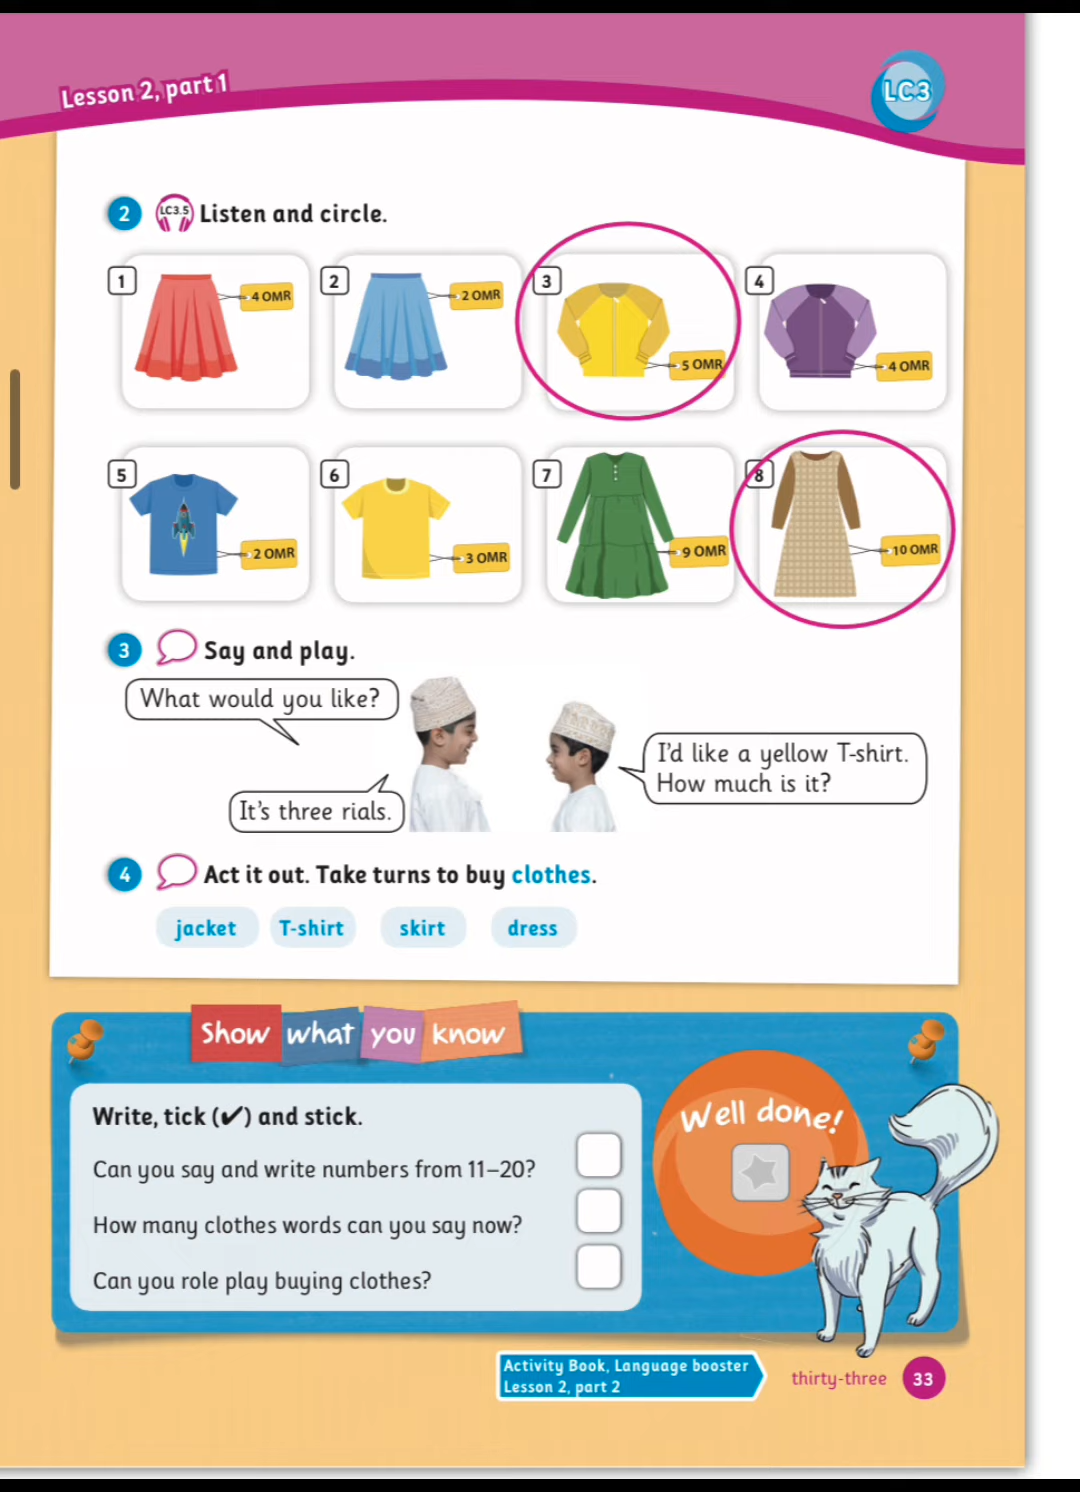 Lesson 2, part 1
LC3
2 LC3.5 Listen and circle.
1 4 OMR
2 2 OMR
3 5 OMR
4 4 OMR
5 2 OMR
6 3 OMR
7 9 OMR
8 10 OMR
3 Say and play.
What would you like?
I'd like a yellow T-shirt.
How much is it?
It's three rials.
4 Act it out. Take turns to buy clothes.
jacket T-shirt skirt dress
Show what you know
Write, tick (✔) and stick.
Can you say and write numbers from 11–20?
How many clothes words can you say now?
Can you role play buying clothes?
Well done!
Activity Book, Language booster
Lesson 2, part 2
thirty-three 33